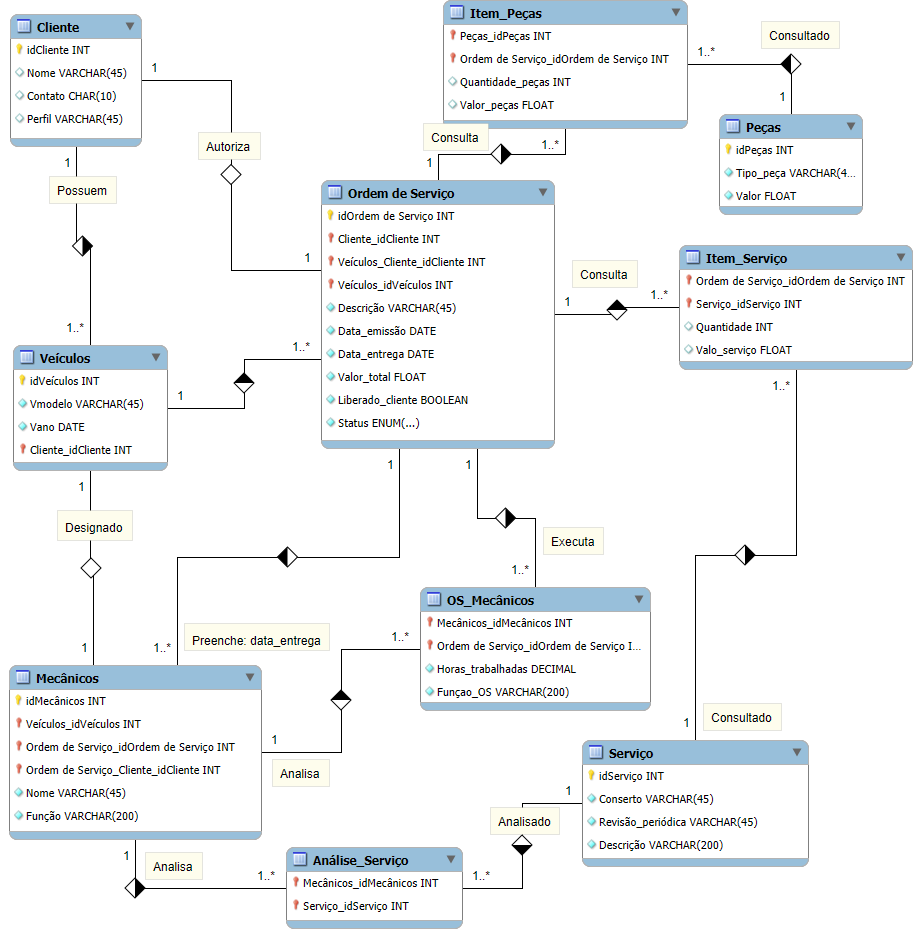 Cliente
idCliente INT
Nome VARCHAR(45)
Contato CHAR(10)
Perfil VARCHAR(45)
1
Autoriza
1
1
Possuem
1..*
Item_Peças
Peças_idPeças INT
Ordem de Serviço_idOrdem de Serviço INT
Quantidade_peças INT
Valor_peças FLOAT
1..*
Consultado
1
Peças
idPeças INT
Tipo_peça VARCHAR(4...
Valor FLOAT
Consulta
1
1..*
Ordem de Serviço
idOrdem de Serviço INT
Cliente_idCliente INT
Veículos_Cliente_idCliente INT
Veículos_idVeículos INT
Descrição VARCHAR(45)
Data_emissão DATE
Data_entrega DATE
Valor_total FLOAT
Liberado_cliente BOOLEAN
Status ENUM(...)
Consulta
1
1..*
Item_Serviço
Ordem de Serviço_idOrdem de Serviço INT
Serviço_idServiço INT
Quantidade INT
Valo_serviço FLOAT
1..*
Veículos
idVeículos INT
Vmodelo VARCHAR(45)
Vano DATE
Cliente_idCliente INT
1
1..*
1
Designado
1
1
1..*
Preenche: data_entrega
1
Executa
1..*
OS_Mecânicos
Mecânicos_idMecânicos INT
Ordem de Serviço_idOrdem de Serviço I...
Horas_trabalhadas DECIMAL
Funçao_OS VARCHAR(200)
1..*
Mecânicos
idMecânicos INT
Veículos_idVeículos INT
Ordem de Serviço_idOrdem de Serviço INT
Ordem de Serviço_Cliente_idCliente INT
Nome VARCHAR(45)
Função VARCHAR(200)
1
Analisa
1
Consultado
Serviço
idServiço INT
Conserto VARCHAR(45)
Revisão_periódica VARCHAR(45)
Descrição VARCHAR(200)
1
Analisado
1..*
1
Analisa
1..*
Análise_Serviço
Mecânicos_idMecânicos INT
Serviço_idServiço INT